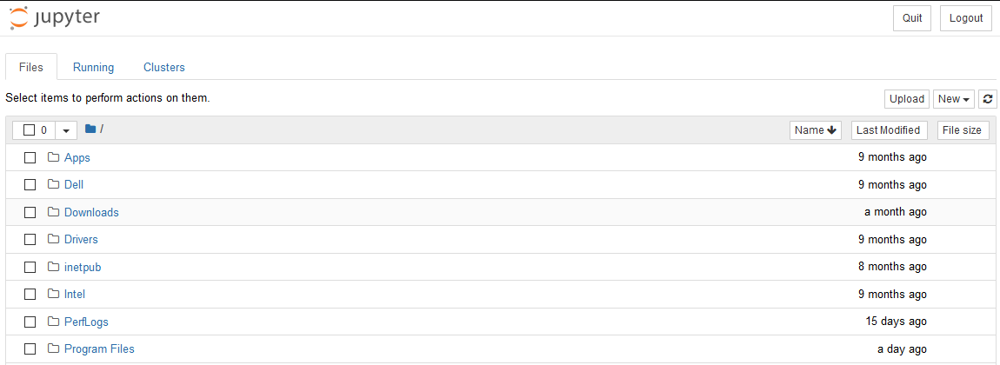 jupyter Quit Logout
Files Running Clusters
Select items to perform actions on them. Upload New
0 / Name Last Modified File size
Apps 9 months ago
Dell 9 months ago
Downloads a month ago
Drivers 9 months ago
inetpub 8 months ago
Intel 9 months ago
PerfLogs 15 days ago
Program Files a day ago